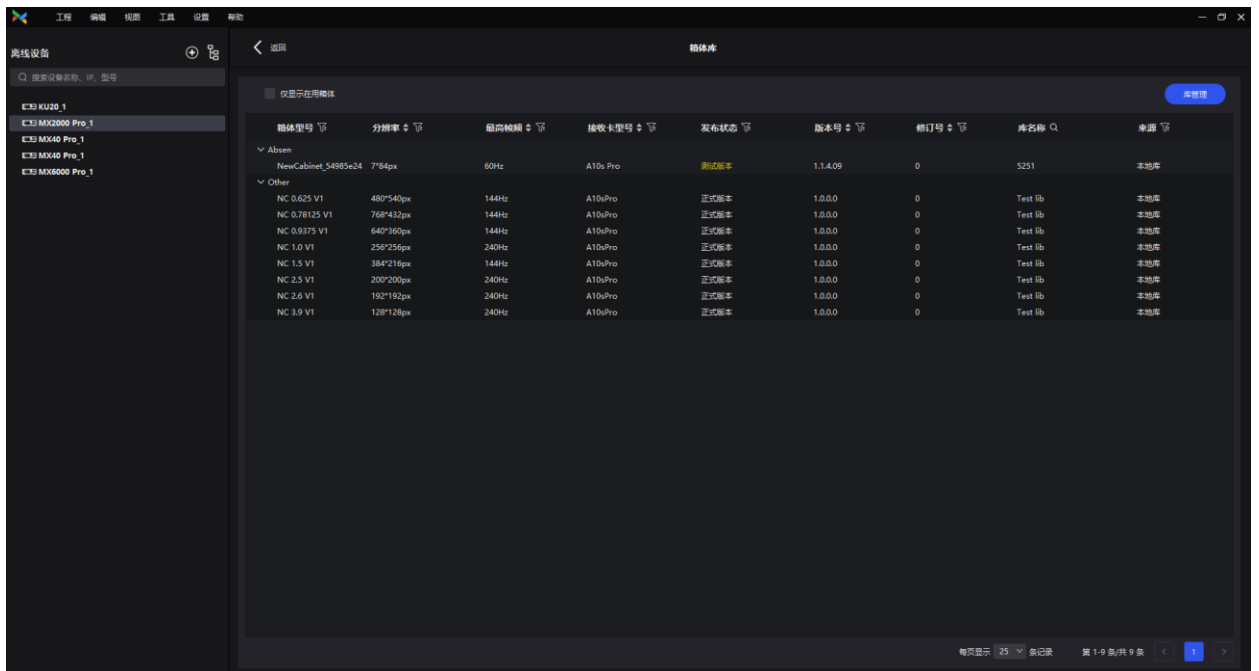 工程 编辑 视图 工具 设置 帮助
离线设备
搜索设备名称、IP、型号
KU20_1
MX2000 Pro_1
MX40 Pro_1
MX40 Pro_1
MX6000 Pro_1
返回 箱体库
仅显示在用箱体 库管理
箱体型号 分辨率 最高帧频 接收卡型号 发布状态 版本号 修订号 库名称 来源
Absen
NewCabinet_54985e24 7*84px 60Hz A10s Pro 测试版本 1.1.4.09 0 5251 本地库
Other
NC 0.625 V1 480*540px 144Hz A10sPro 正式版本 1.0.0.0 0 Test lib 本地库
NC 0.78125 V1 768*432px 144Hz A10sPro 正式版本 1.0.0.0 0 Test lib 本地库
NC 0.9375 V1 640*360px 144Hz A10sPro 正式版本 1.0.0.0 0 Test lib 本地库
NC 1.0 V1 256*256px 240Hz A10sPro 正式版本 1.0.0.0 0 Test lib 本地库
NC 1.5 V1 384*216px 144Hz A10sPro 正式版本 1.0.0.0 0 Test lib 本地库
NC 2.5 V1 200*200px 240Hz A10sPro 正式版本 1.0.0.0 0 Test lib 本地库
NC 2.6 V1 192*192px 240Hz A10sPro 正式版本 1.0.0.0 0 Test lib 本地库
NC 3.9 V1 128*128px 240Hz A10sPro 正式版本 1.0.0.0 0 Test lib 本地库
每页显示 25 条记录 第 1-9 条/共 9 条 < 1 >